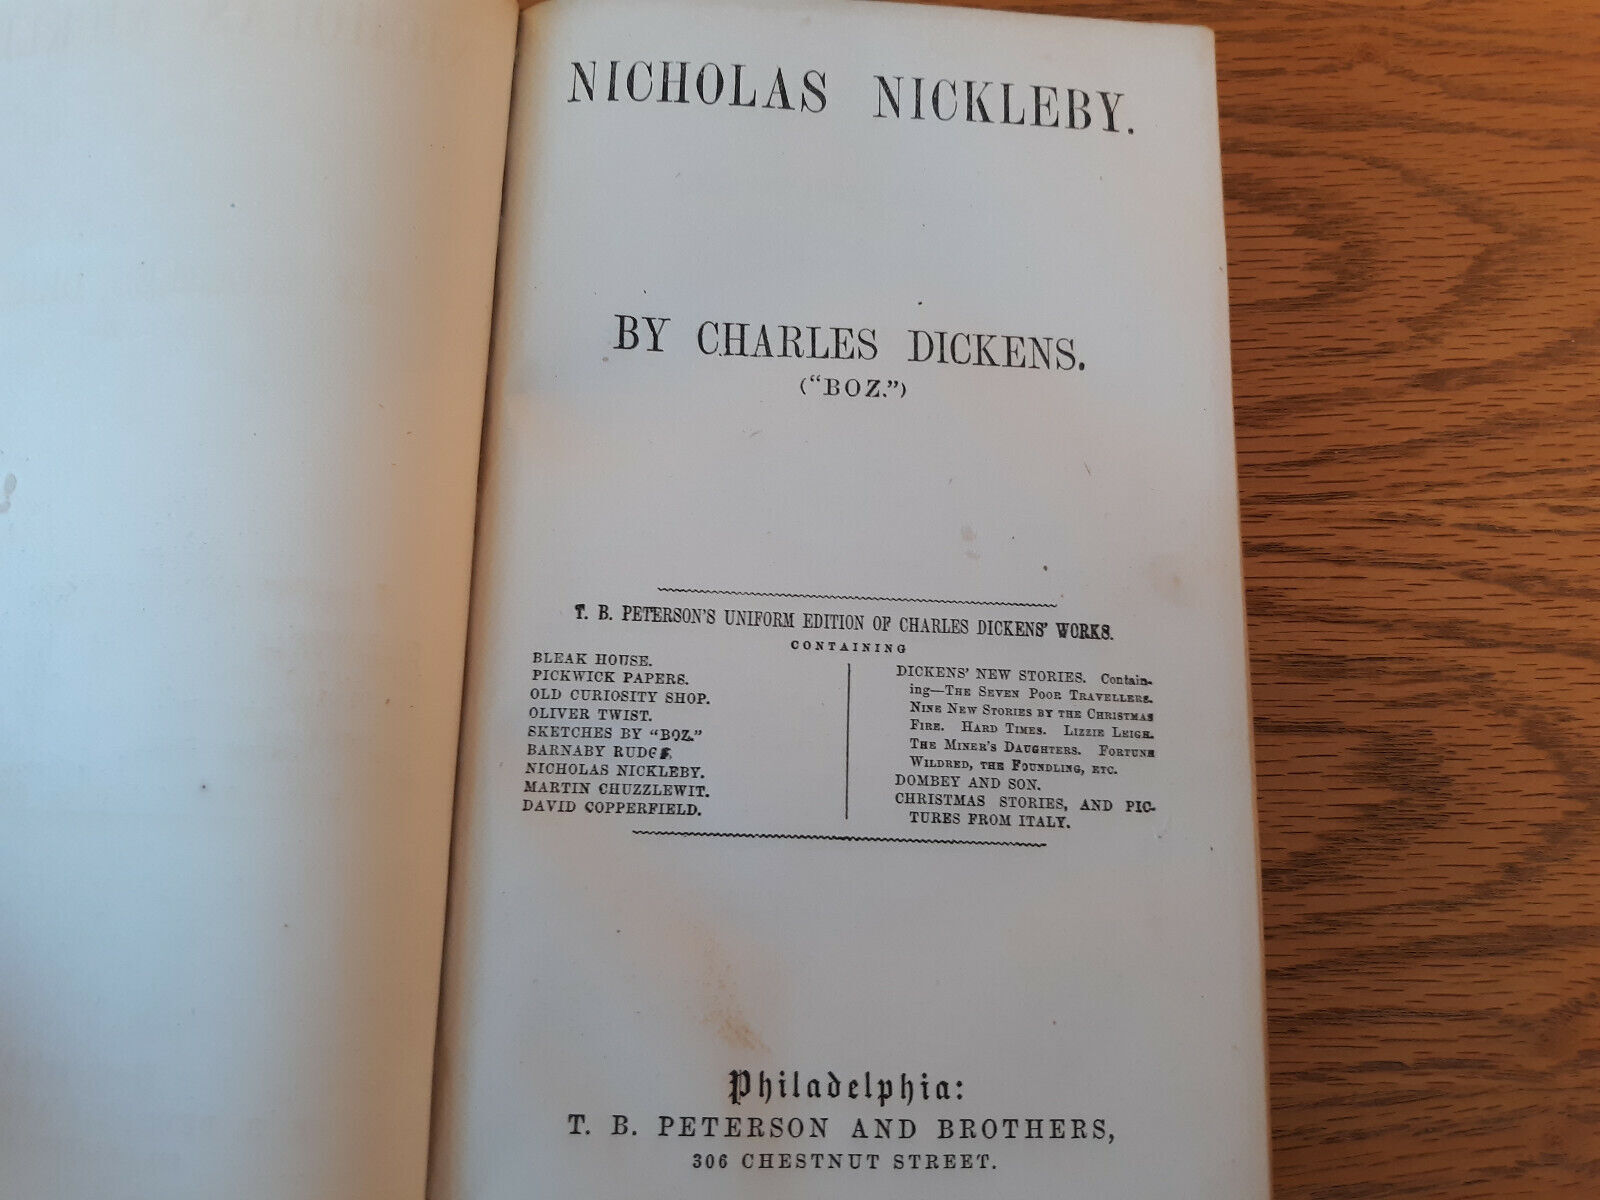 NICHOLAS NICKLEBY.
BY CHARLES DICKENS.
("BOZ.")
T. B. PETERSON'S UNIFORM EDITION OF CHARLES DICKENS' WORKS.
CONTAINING
BLEAK HOUSE.
PICKWICK PAPERS.
OLD CURIOSITY SHOP.
OLIVER TWIST.
SKETCHES BY "BOZ."
BARNABY RUDGE.
NICHOLAS NICKLEBY.
MARTIN CHUZZLEWIT.
DAVID COPPERFIELD.
DICKENS' NEW STORIES. Contain-
ing—THE SEVEN POOR TRAVELLERS.
NINE NEW STORIES BY THE CHRISTMAS
FIRE. HARD TIMES. LIZZIE LEIGH.
THE MINER'S DAUGHTERS. FORTUNE
WILDRED, THE FOUNDLING, ETC.
DOMBEY AND SON.
CHRISTMAS STORIES, AND PIC-
TURES FROM ITALY.
Philadelphia:
T. B. PETERSON AND BROTHERS,
306 CHESTNUT STREET.